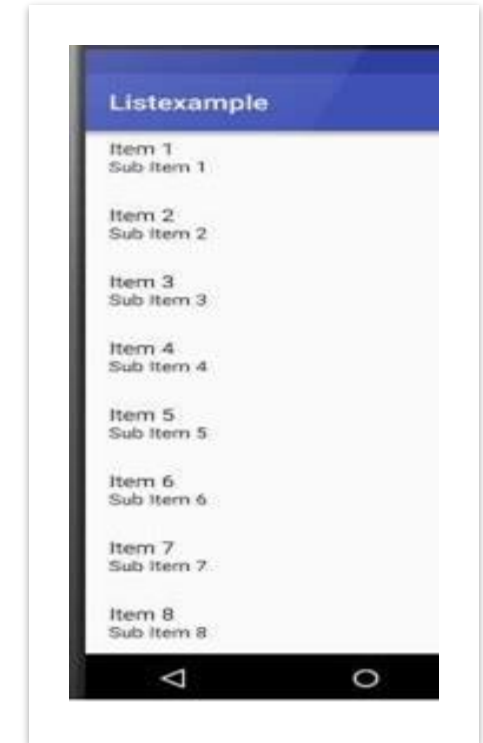 Listexample
Item 1
Sub Item 1
Item 2
Sub Item 2
Item 3
Sub Item 3
Item 4
Sub Item 4
Item 5
Sub Item 5
Item 6
Sub Item 6
Item 7
Sub Item 7
Item 8
Sub Item 8